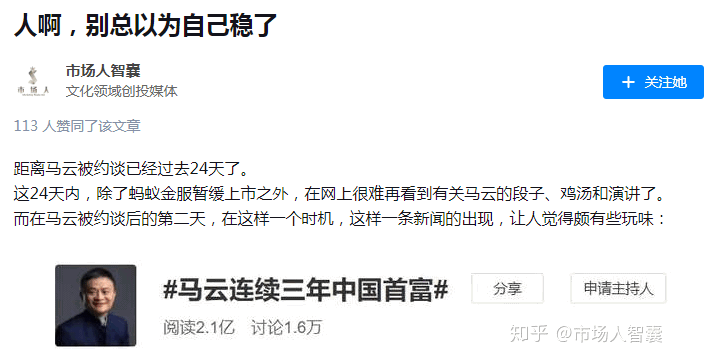 人啊，别总以为自己稳了
市场人智囊
文化领域创投媒体
市 场 人
＋ 关注她
113 人赞同了该文章
距离马云被约谈已经过去24天了。
这24天内，除了蚂蚁金服暂缓上市之外，在网上很难再看到有关马云的段子、鸡汤和演讲了。
而在马云被约谈后的第二天，在这样一个时机，这样一条新闻的出现，让人觉得颇有些玩味：
#马云连续三年中国首富#
分享
申请主持人
阅读2.1亿 讨论1.6万
知乎 @市场人智囊